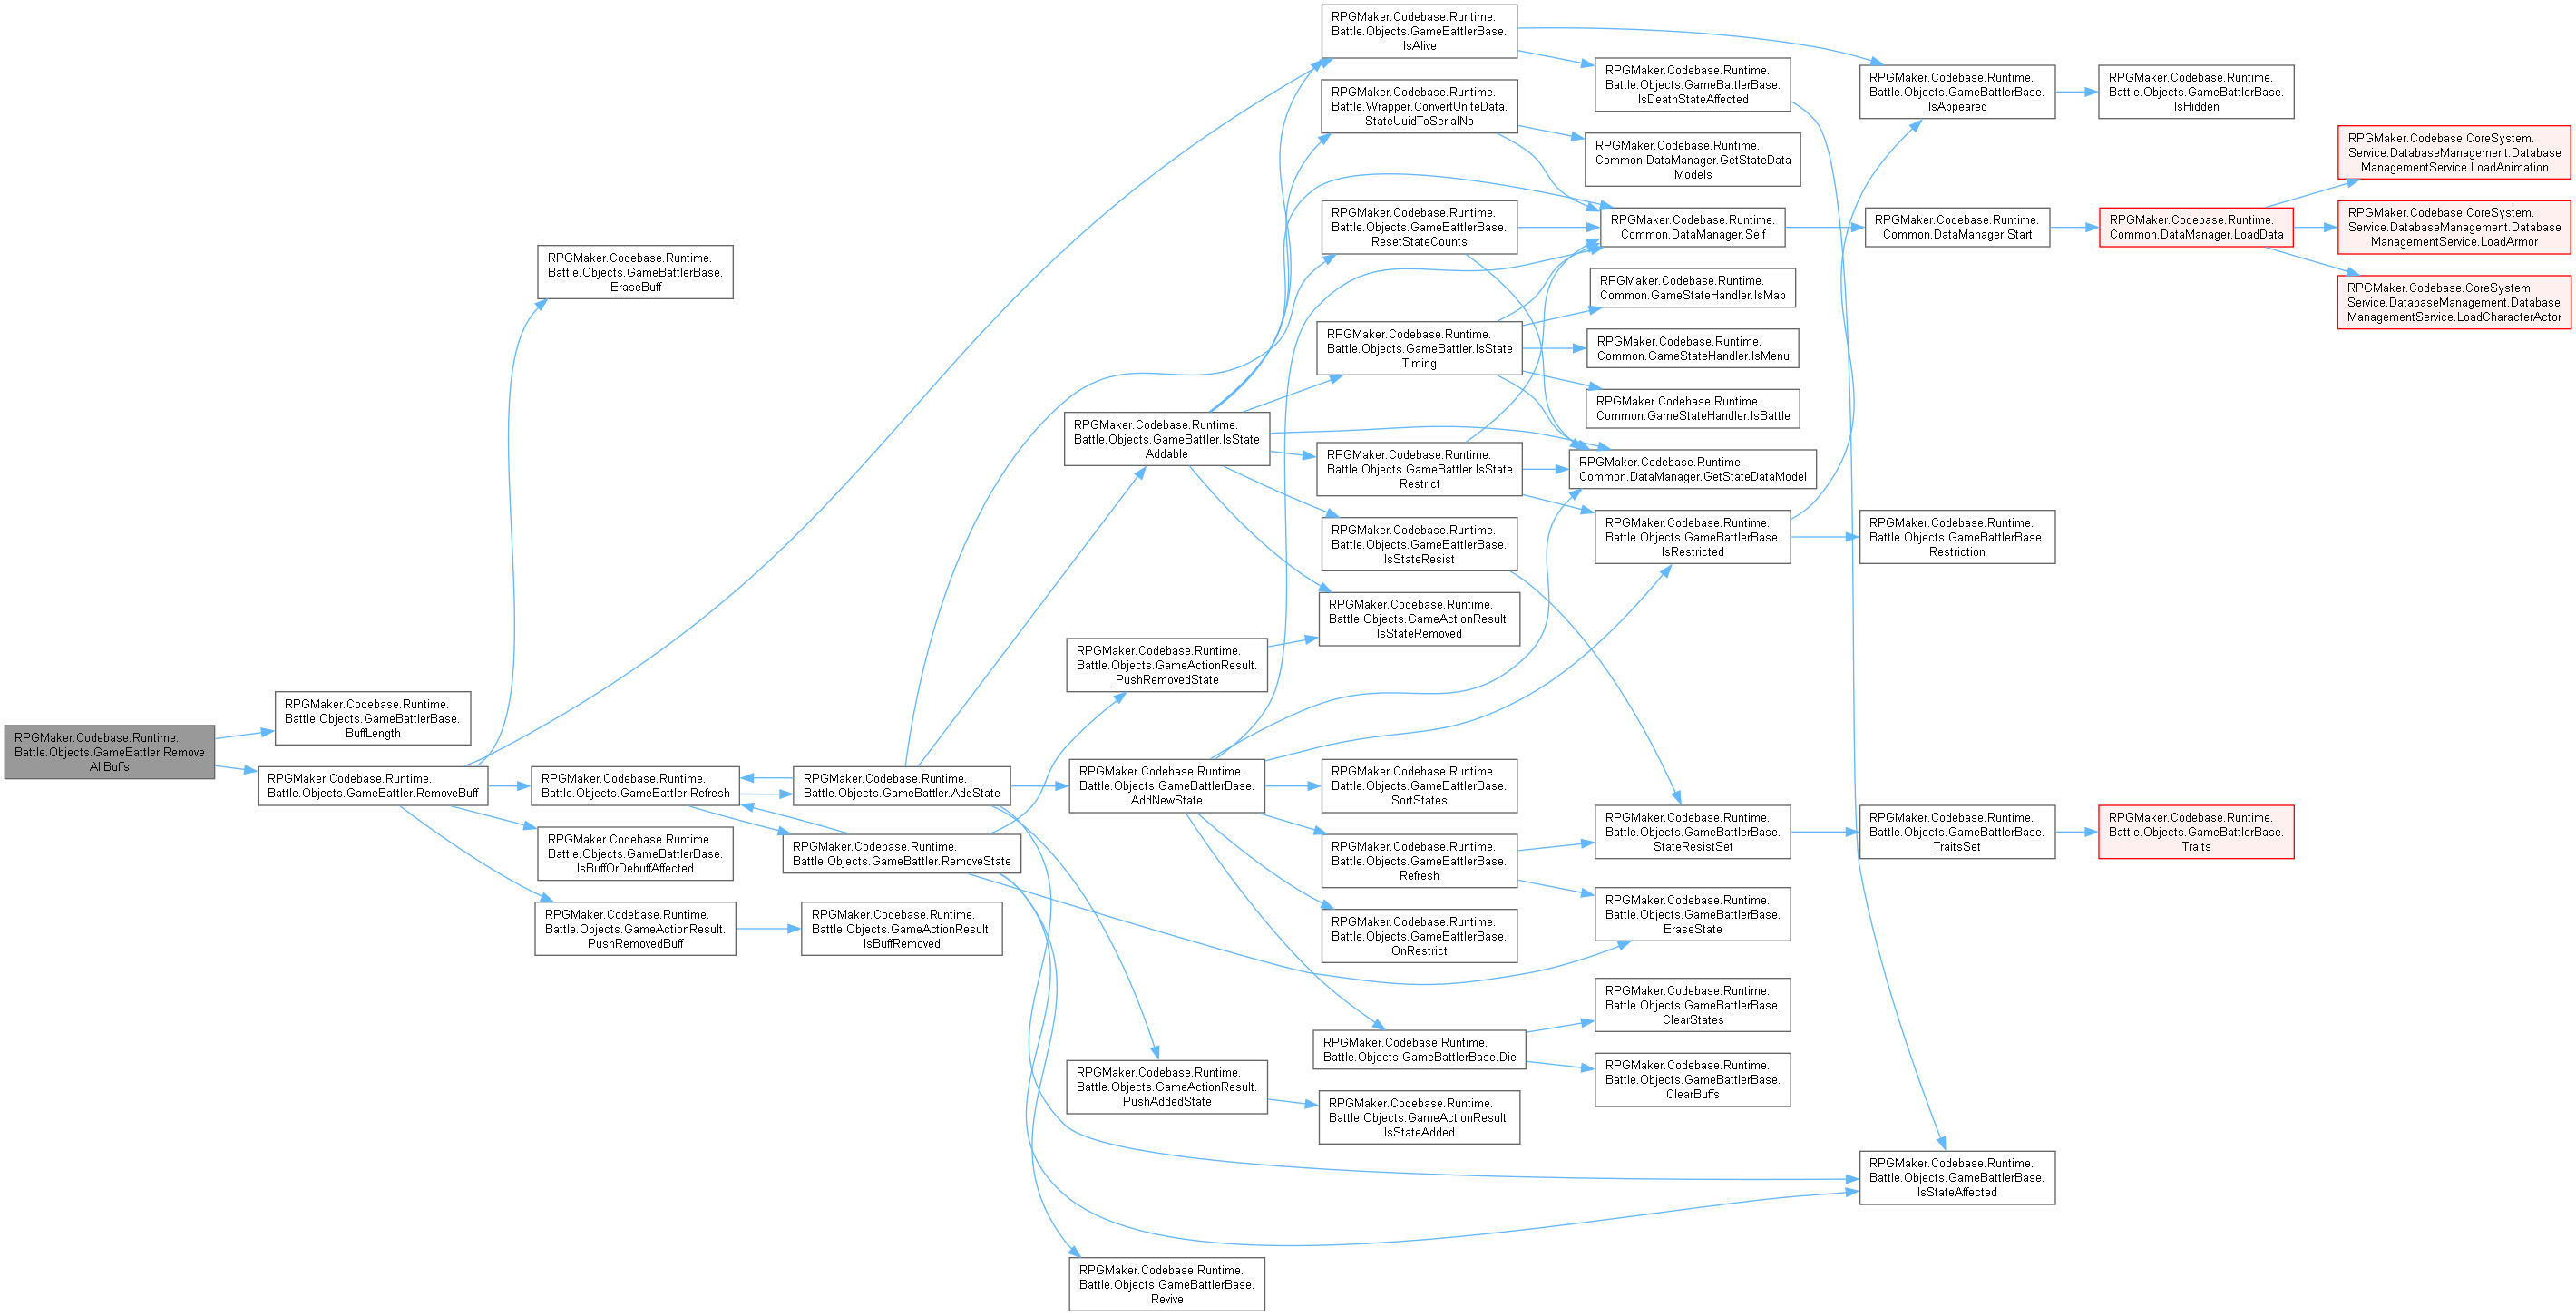 RPGMaker.Codebase.Runtime.
Battle.Objects.GameBattler.Remove
AllBuffs
RPGMaker.Codebase.Runtime.
Battle.Objects.GameBattlerBase.
BuffLength
RPGMaker.Codebase.Runtime.
Battle.Objects.GameBattler.RemoveBuff
RPGMaker.Codebase.Runtime.
Battle.Objects.GameBattlerBase.
EraseBuff
RPGMaker.Codebase.Runtime.
Battle.Objects.GameBattler.Refresh
RPGMaker.Codebase.Runtime.
Battle.Objects.GameBattlerBase.
IsBuffOrDebuffAffected
RPGMaker.Codebase.Runtime.
Battle.Objects.GameActionResult.
PushRemovedBuff
RPGMaker.Codebase.Runtime.
Battle.Objects.GameBattler.AddState
RPGMaker.Codebase.Runtime.
Battle.Objects.GameBattler.RemoveState
RPGMaker.Codebase.Runtime.
Battle.Objects.GameActionResult.
IsBuffRemoved
RPGMaker.Codebase.Runtime.
Battle.Objects.GameBattler.IsState
Addable
RPGMaker.Codebase.Runtime.
Battle.Objects.GameActionResult.
PushRemovedState
RPGMaker.Codebase.Runtime.
Battle.Objects.GameBattlerBase.
AddNewState
RPGMaker.Codebase.Runtime.
Battle.Objects.GameActionResult.
PushAddedState
RPGMaker.Codebase.Runtime.
Battle.Objects.GameBattlerBase.
Revive
RPGMaker.Codebase.Runtime.
Battle.Objects.GameBattlerBase.
IsAlive
RPGMaker.Codebase.Runtime.
Battle.Wrapper.ConvertUniteData.
StateUuidToSerialNo
RPGMaker.Codebase.Runtime.
Battle.Objects.GameBattlerBase.
ResetStateCounts
RPGMaker.Codebase.Runtime.
Battle.Objects.GameBattler.IsState
Timing
RPGMaker.Codebase.Runtime.
Battle.Objects.GameBattler.IsState
Restrict
RPGMaker.Codebase.Runtime.
Battle.Objects.GameBattlerBase.
IsStateResist
RPGMaker.Codebase.Runtime.
Battle.Objects.GameActionResult.
IsStateRemoved
RPGMaker.Codebase.Runtime.
Battle.Objects.GameBattlerBase.
SortStates
RPGMaker.Codebase.Runtime.
Battle.Objects.GameBattlerBase.
Refresh
RPGMaker.Codebase.Runtime.
Battle.Objects.GameBattlerBase.
OnRestrict
RPGMaker.Codebase.Runtime.
Battle.Objects.GameBattlerBase.Die
RPGMaker.Codebase.Runtime.
Battle.Objects.GameActionResult.
IsStateAdded
RPGMaker.Codebase.Runtime.
Battle.Objects.GameBattlerBase.
IsDeathStateAffected
RPGMaker.Codebase.Runtime.
Common.DataManager.GetStateData
Models
RPGMaker.Codebase.Runtime.
Common.DataManager.Self
RPGMaker.Codebase.Runtime.
Common.GameStateHandler.IsMap
RPGMaker.Codebase.Runtime.
Common.GameStateHandler.IsMenu
RPGMaker.Codebase.Runtime.
Common.GameStateHandler.IsBattle
RPGMaker.Codebase.Runtime.
Common.DataManager.GetStateDataModel
RPGMaker.Codebase.Runtime.
Battle.Objects.GameBattlerBase.
IsRestricted
RPGMaker.Codebase.Runtime.
Battle.Objects.GameBattlerBase.
StateResistSet
RPGMaker.Codebase.Runtime.
Battle.Objects.GameBattlerBase.
EraseState
RPGMaker.Codebase.Runtime.
Battle.Objects.GameBattlerBase.
ClearStates
RPGMaker.Codebase.Runtime.
Battle.Objects.GameBattlerBase.
ClearBuffs
RPGMaker.Codebase.Runtime.
Battle.Objects.GameBattlerBase.
IsAppeared
RPGMaker.Codebase.Runtime.
Common.DataManager.Start
RPGMaker.Codebase.Runtime.
Battle.Objects.GameBattlerBase.
Restriction
RPGMaker.Codebase.Runtime.
Battle.Objects.GameBattlerBase.
TraitsSet
RPGMaker.Codebase.Runtime.
Battle.Objects.GameBattlerBase.
IsStateAffected
RPGMaker.Codebase.Runtime.
Battle.Objects.GameBattlerBase.
IsHidden
RPGMaker.Codebase.Runtime.
Common.DataManager.LoadData
RPGMaker.Codebase.Runtime.
Battle.Objects.GameBattlerBase.
Traits
RPGMaker.Codebase.CoreSystem.
Service.DatabaseManagement.Database
ManagementService.LoadAnimation
RPGMaker.Codebase.CoreSystem.
Service.DatabaseManagement.Database
ManagementService.LoadArmor
RPGMaker.Codebase.CoreSystem.
Service.DatabaseManagement.Database
ManagementService.LoadCharacterActor